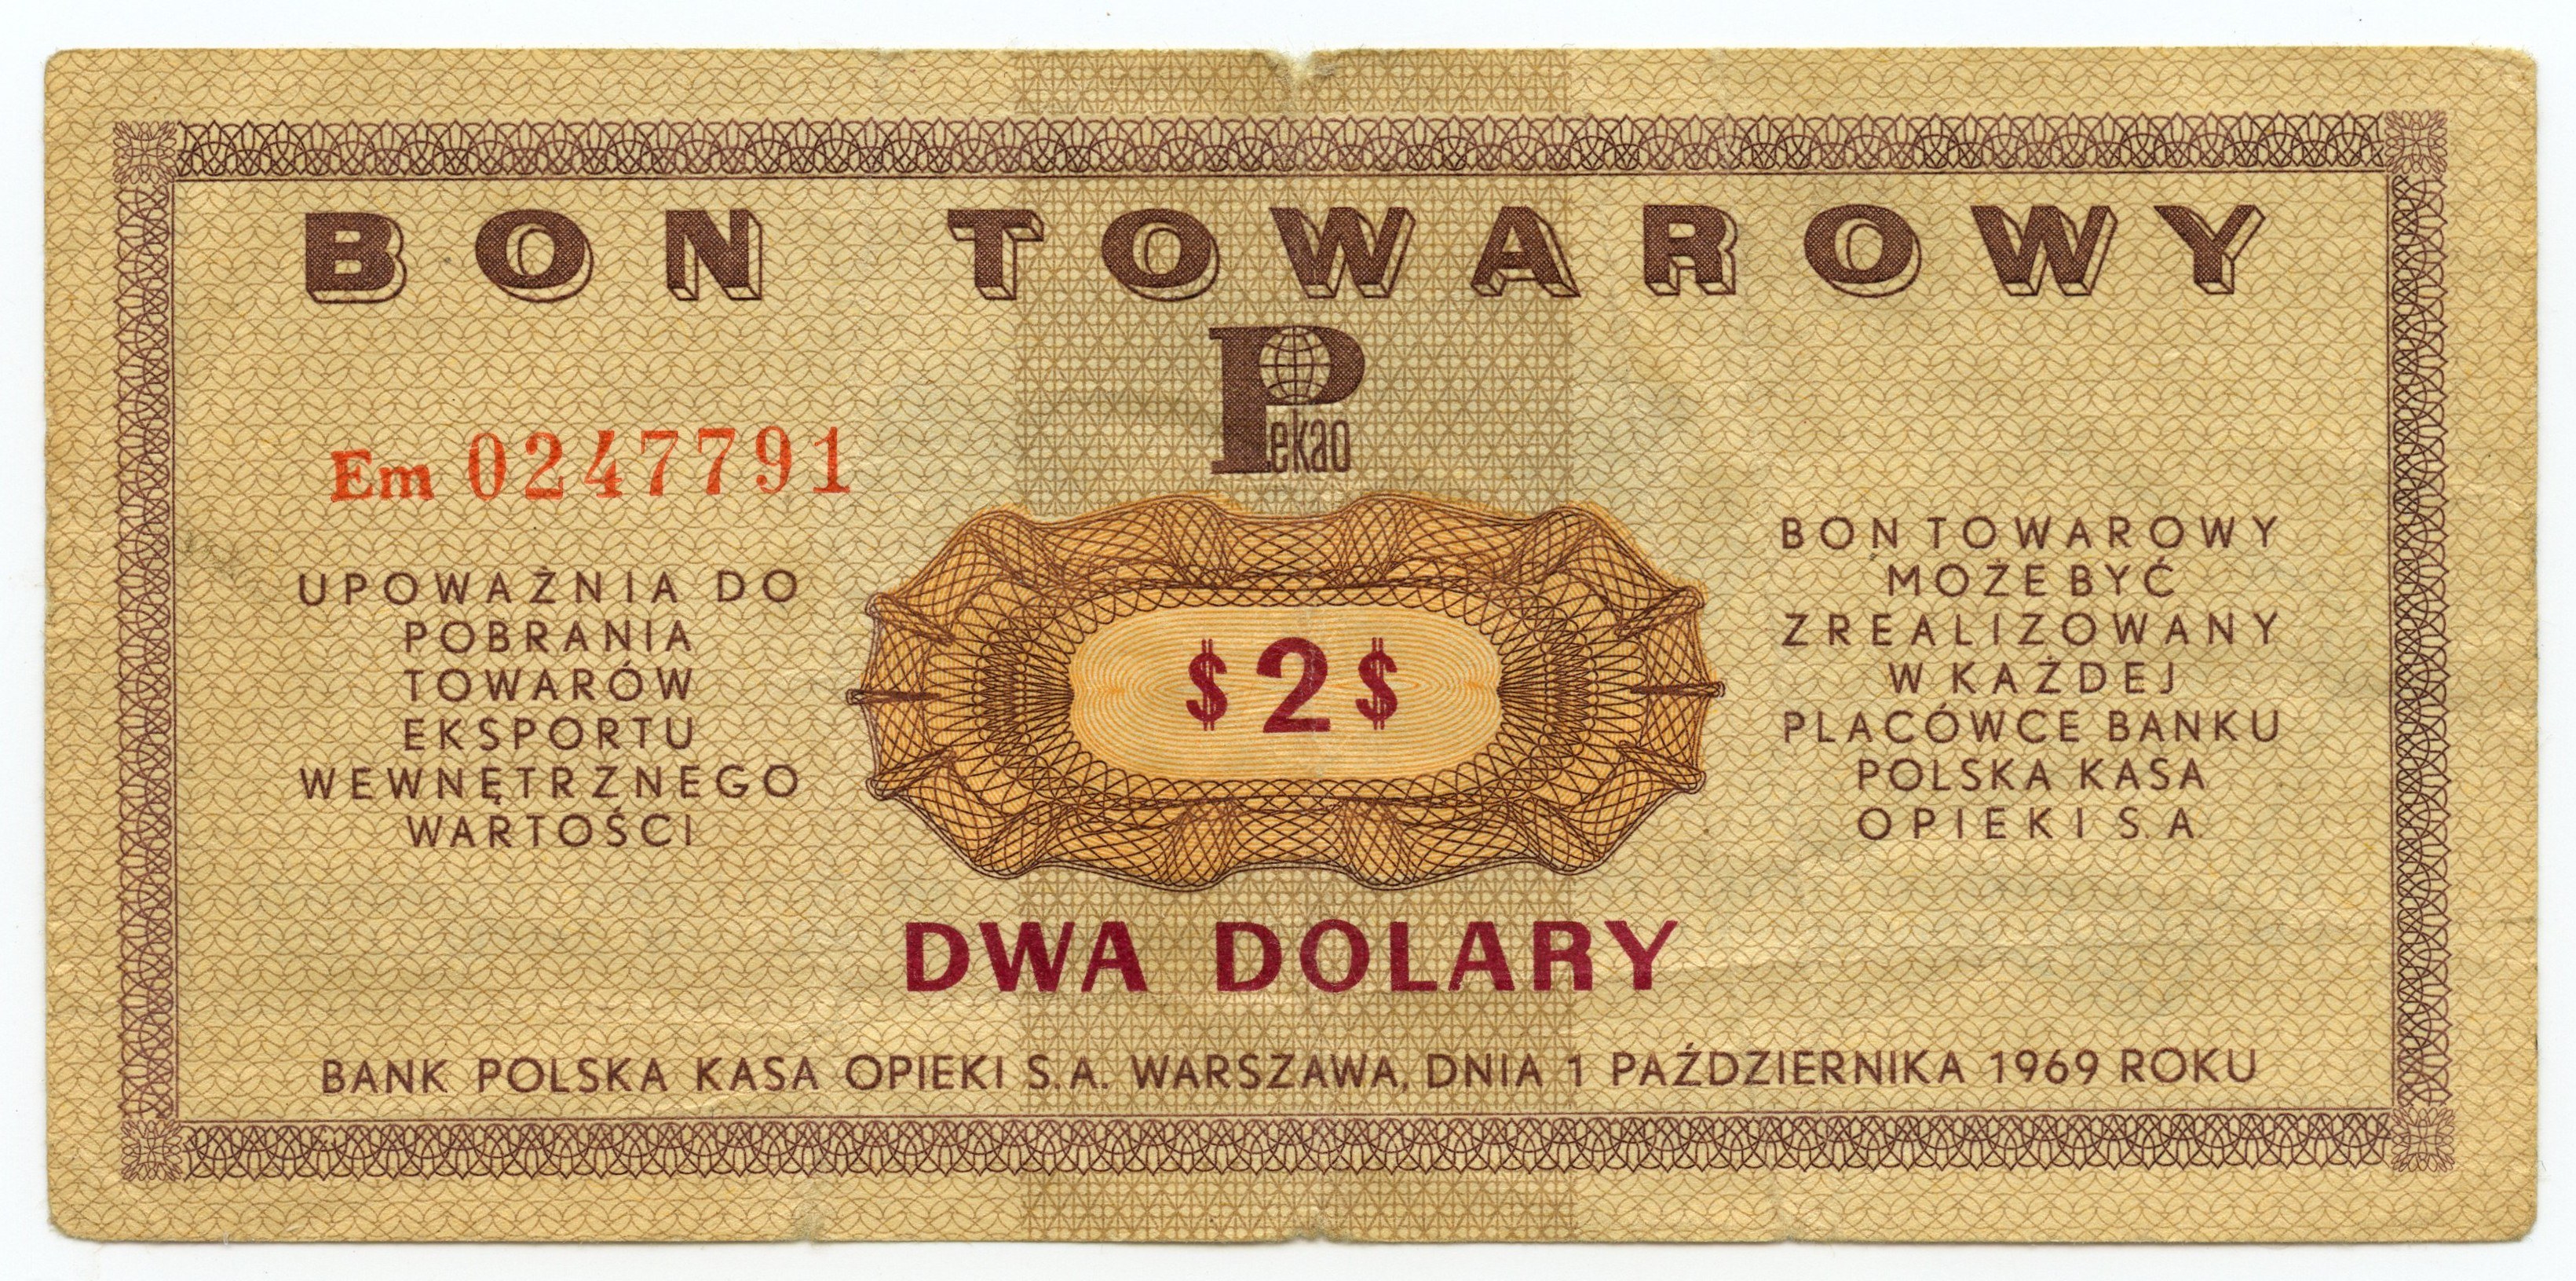 BON TOWAROWY
Pekao
Em 0247791
UPOWAŻNIA DO
POBRANIA
TOWARÓW
EKSPORTU
WEWNĘTRZNEGO
WARTOŚCI
$2$
BON TOWAROWY
MOŻE BYĆ
ZREALIZOWANY
W KAŻDEJ
PLACÓWCE BANKU
POLSKA KASA
OPIEKI S.A.
DWA DOLARY
BANK POLSKA KASA OPIEKI S.A. WARSZAWA, DNIA 1 PAŹDZIERNIKA 1969 ROKU